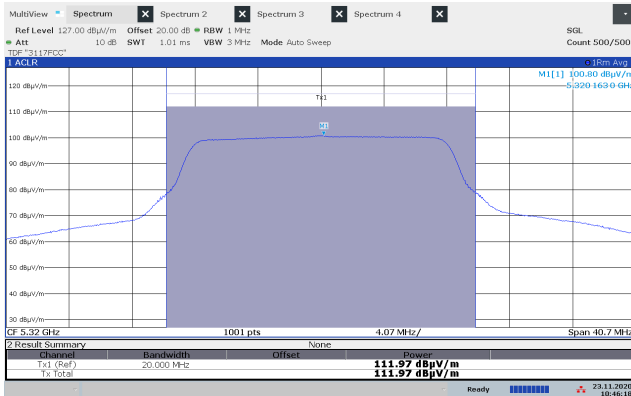 MultiView Spectrum Spectrum 2 Spectrum 3 Spectrum 4
Ref Level 127.00 dBµV/m Offset 20.00 dB RBW 1 MHz SGL
Att 10 dB SWT 1.01 ms VBW 3 MHz Mode Auto Sweep Count 500/500
TDF "3117FCC"
1 ACLR 1Rm Avg
M1[1] 100.80 dBµV/m
5.320 163 0 GHz
120 dBµV/m
Tx1
110 dBµV/m
M1
100 dBµV/m
90 dBµV/m
80 dBµV/m
70 dBµV/m
60 dBµV/m
50 dBµV/m
40 dBµV/m
30 dBµV/m
CF 5.32 GHz 1001 pts 4.07 MHz/ Span 40.7 MHz
2 Result Summary None
Channel Bandwidth Offset Power
Tx1 (Ref) 20.000 MHz 111.97 dBµV/m
Tx Total 111.97 dBµV/m
Ready 23.11.2020
10:46:18